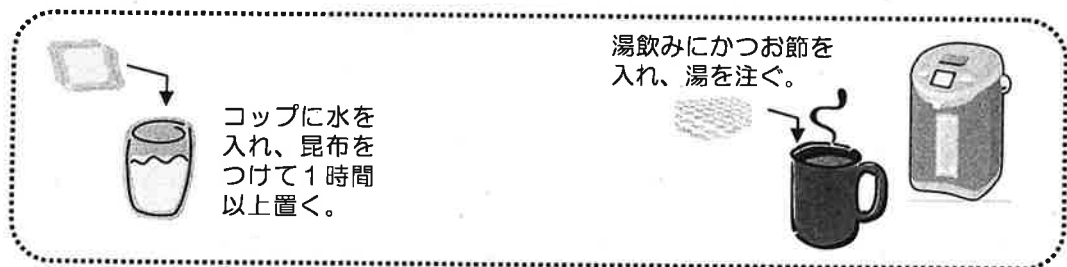 コップに水を
入れ、昆布を
つけて１時間
以上置く。
湯飲みにかつお節を
入れ、湯を注ぐ。